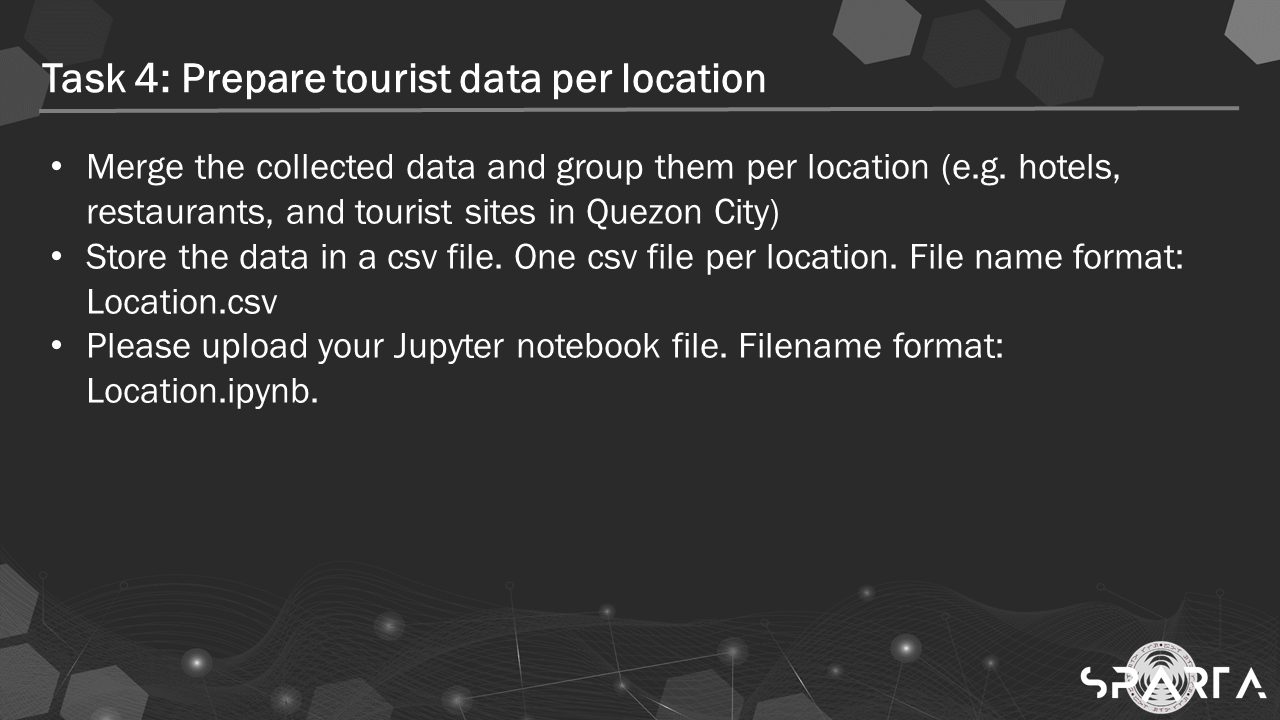 Task 4: Prepare tourist data per location
• Merge the collected data and group them per location (e.g. hotels,
restaurants, and tourist sites in Quezon City)
• Store the data in a csv file. One csv file per location. File name format:
Location.csv
• Please upload your Jupyter notebook file. Filename format:
Location.ipynb.
SPARTA